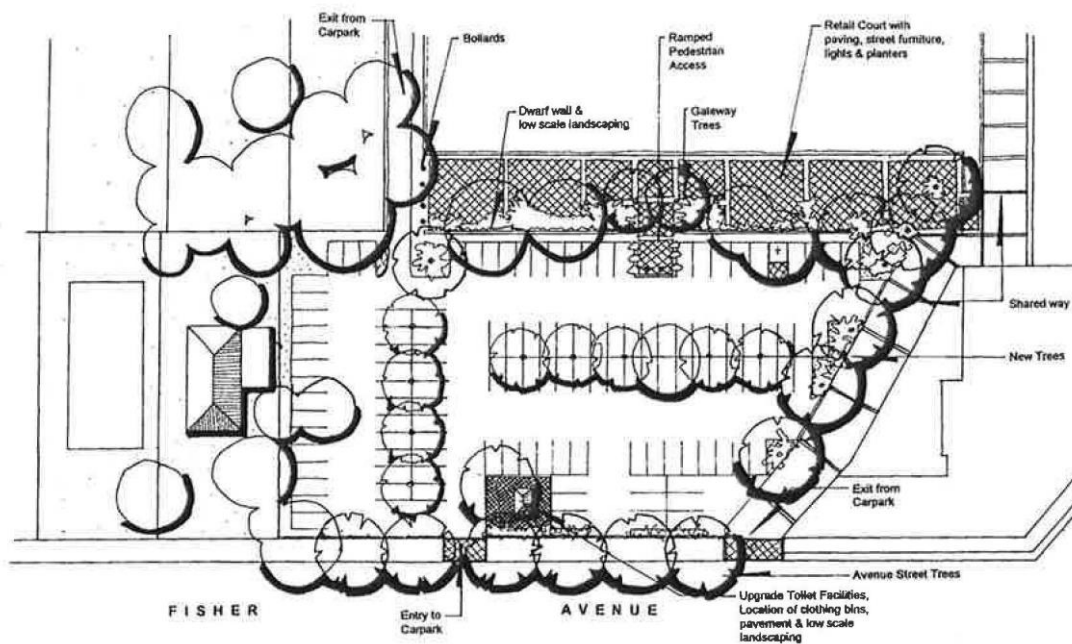 Exit from
Carpark
Bollards
Ramped
Pedestrian
Access
Retail Court with
paving, street furniture,
lights & planters
Dwarf wall &
low scale landscaping
Gateway
Trees
Shared way
New Trees
Exit from
Carpark
Avenue Street Trees
FISHER
Entry to
Carpark
AVENUE
Upgrade Toilet Facilities,
Location of clothing bins,
pavement & low scale
landscaping